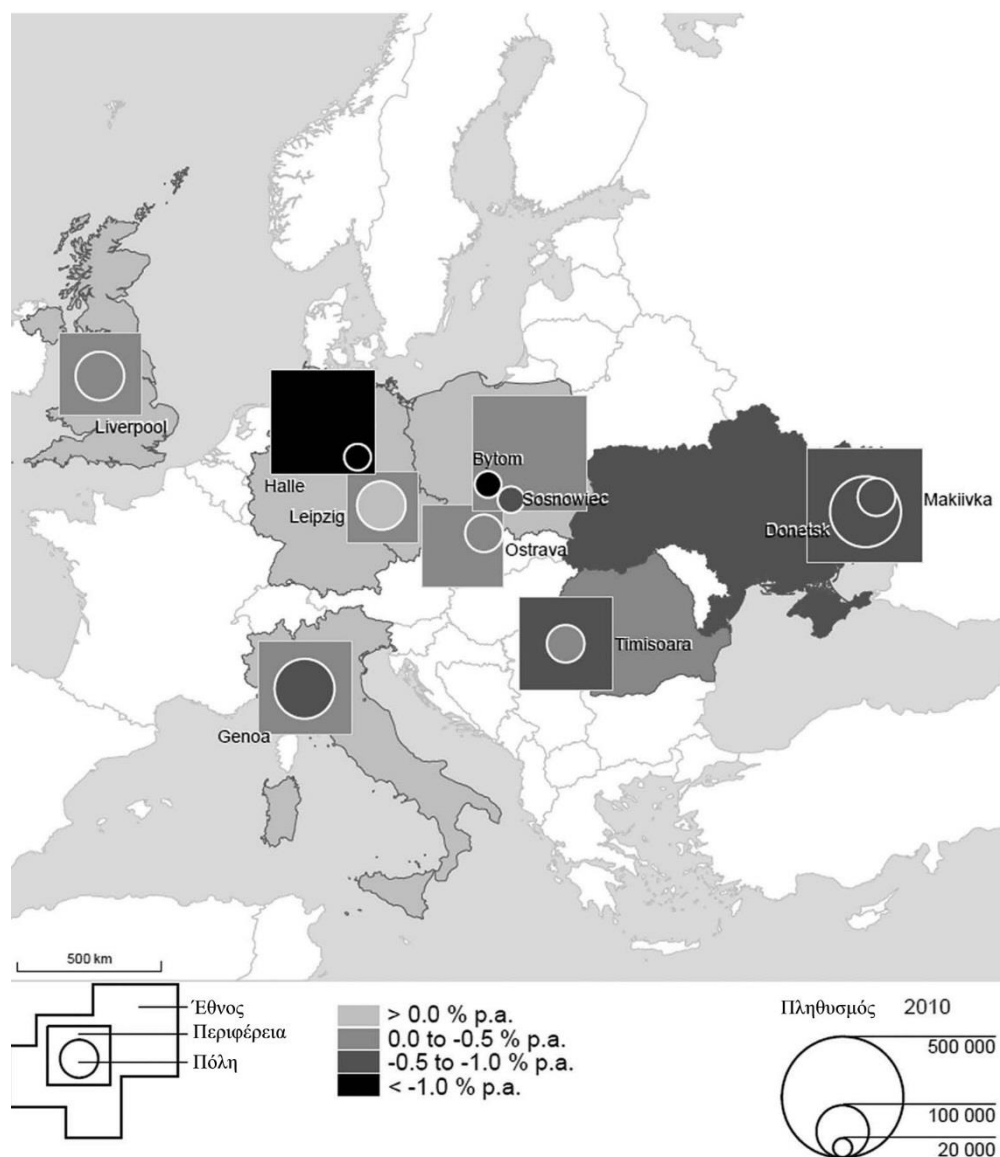 Liverpool
Halle
Leipzig
Bytom
Sosnowiec
Ostrava
Donetsk
Makiivka
Timisoara
Genoa
500 km
Έθνος
Περιφέρεια
Πόλη
> 0.0 % p.a.
0.0 to -0.5 % p.a.
-0.5 to -1.0 % p.a.
< -1.0 % p.a.
Πληθυσμός 2010
500 000
100 000
20 000